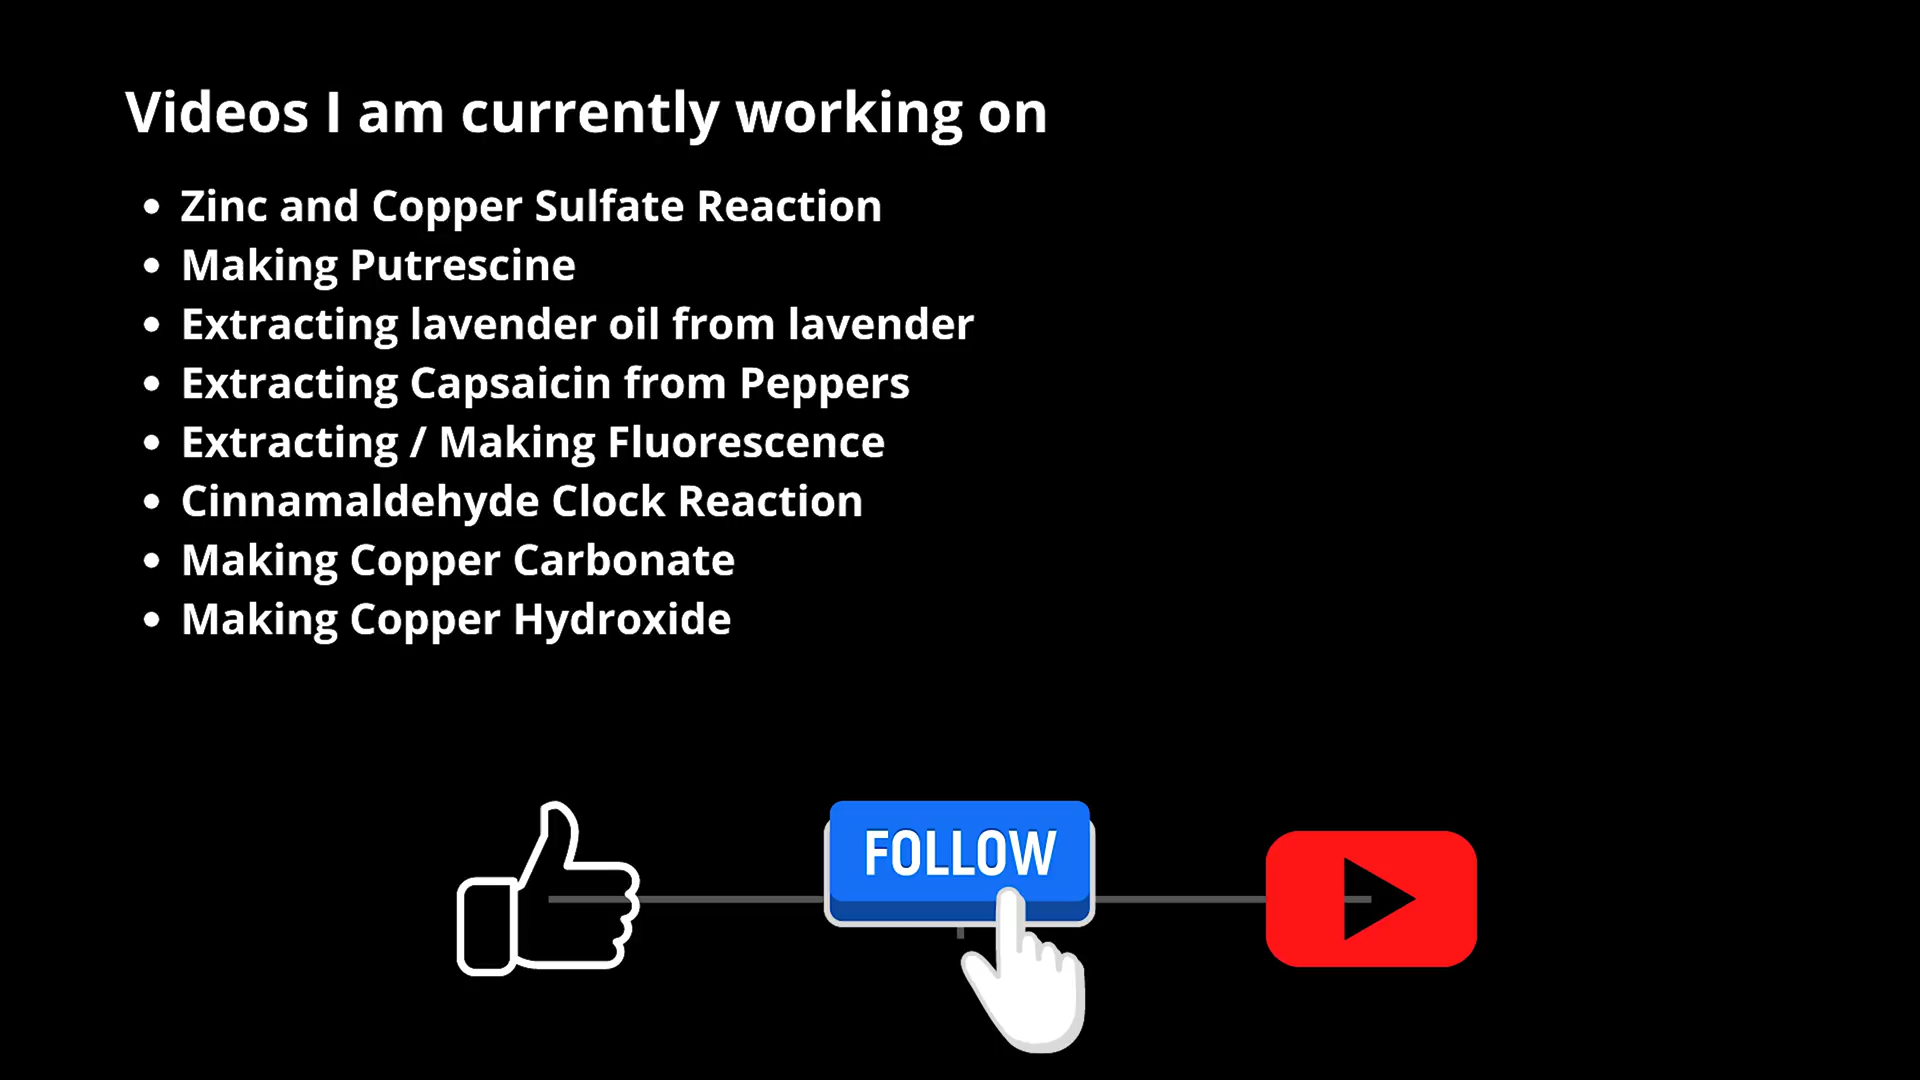 Videos I am currently working on
• Zinc and Copper Sulfate Reaction
• Making Putrescine
• Extracting lavender oil from lavender
• Extracting Capsaicin from Peppers
• Extracting / Making Fluorescence
• Cinnamaldehyde Clock Reaction
• Making Copper Carbonate
• Making Copper Hydroxide
FOLLOW